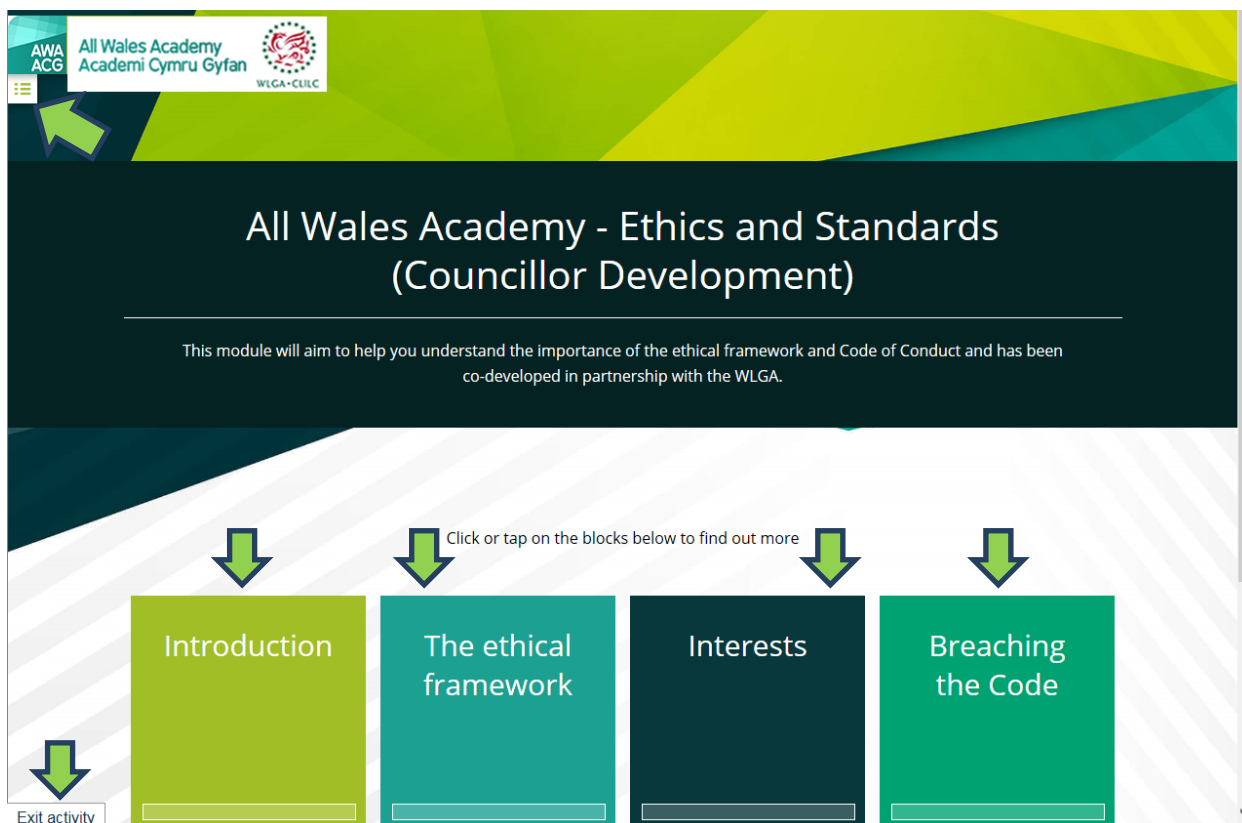 AWA
ACG
All Wales Academy
Academi Cymru Gyfan
WLGA•CLILC
All Wales Academy - Ethics and Standards
(Councillor Development)
This module will aim to help you understand the importance of the ethical framework and Code of Conduct and has been
co-developed in partnership with the WLGA.
Click or tap on the blocks below to find out more
Introduction
The ethical
framework
Interests
Breaching
the Code
Exit activity